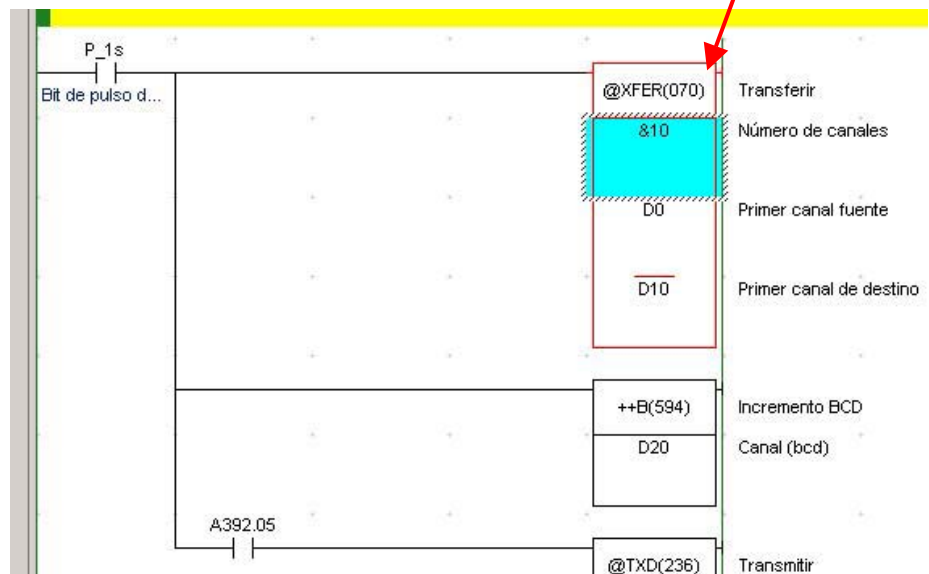 P_1s
Bit de pulso d...
@XFER(070) Transferir
&10 Número de canales
D0 Primer canal fuente
D10 Primer canal de destino
++B(594) Incremento BCD
D20 Canal (bcd)
A392.05
@TXD(236) Transmitir